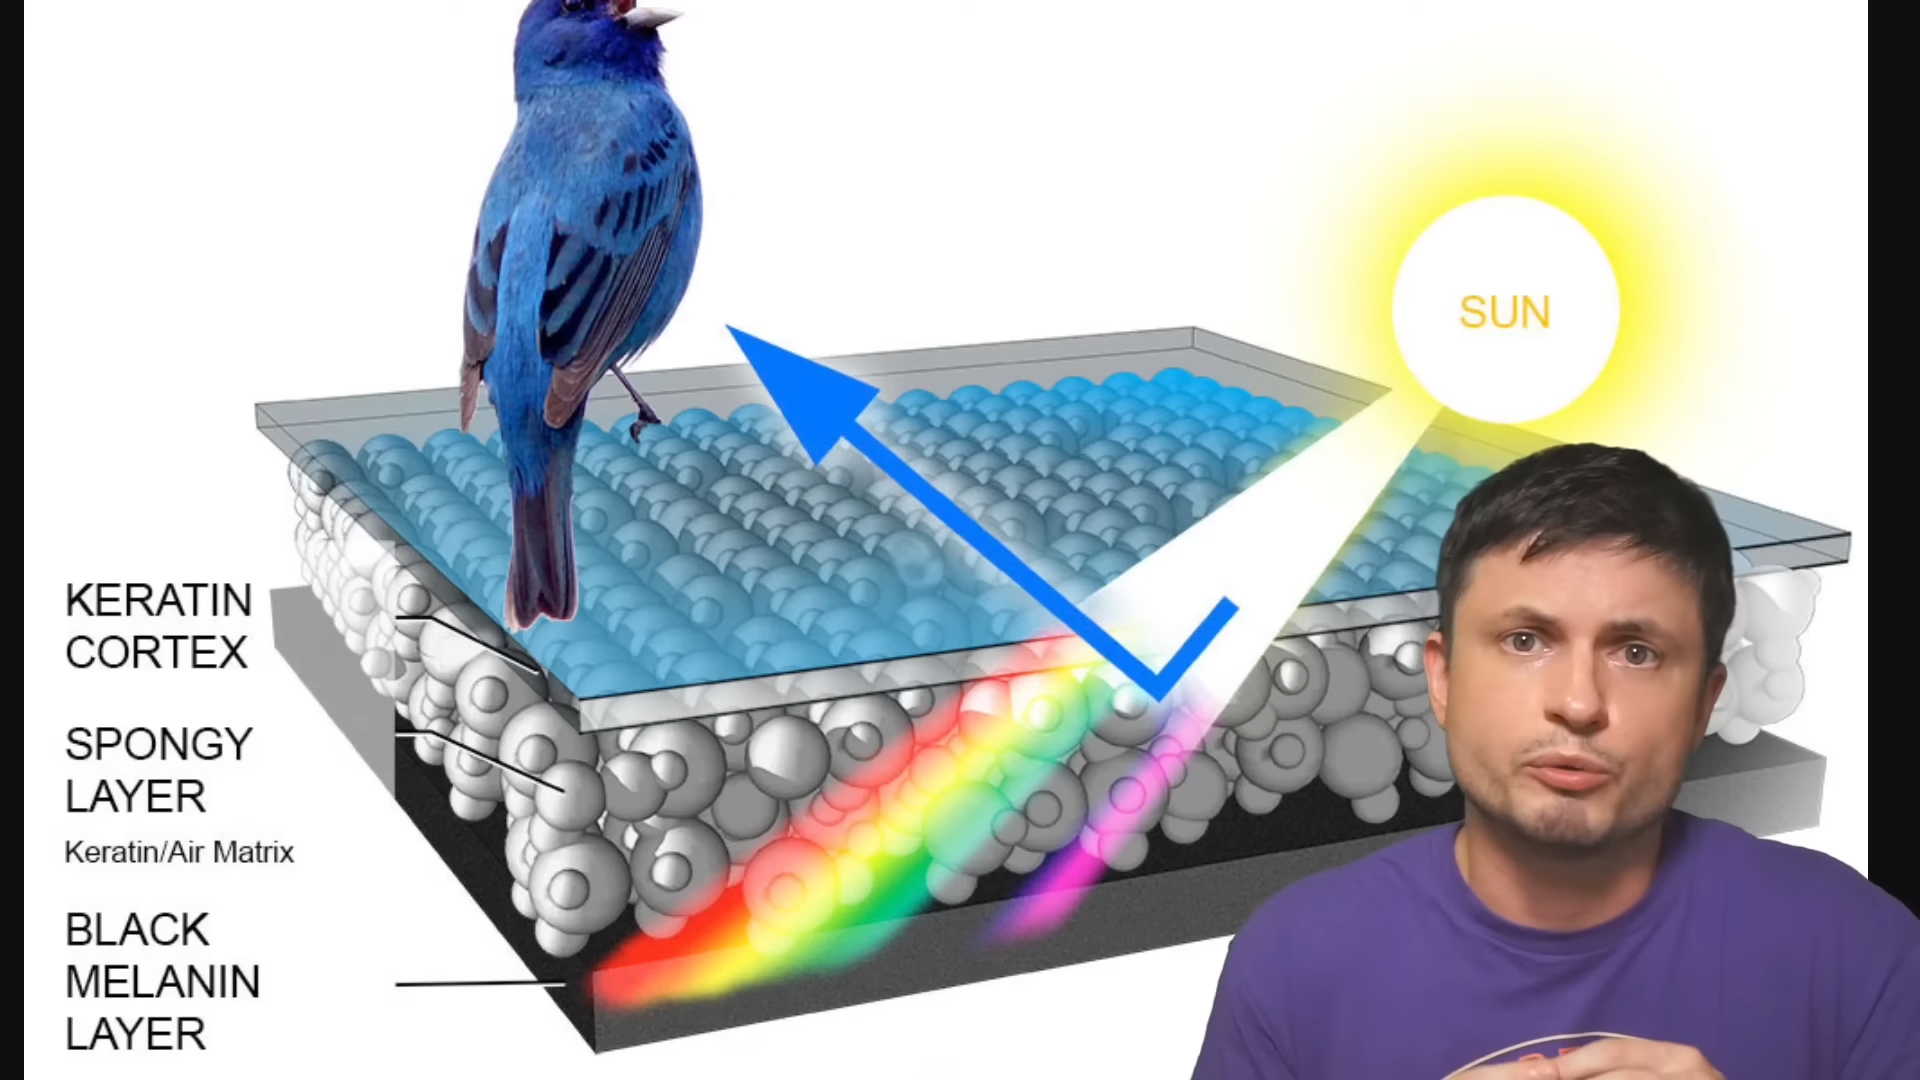 SUN
KERATIN
CORTEX
SPONGY
LAYER
Keratin/Air Matrix
BLACK
MELANIN
LAYER